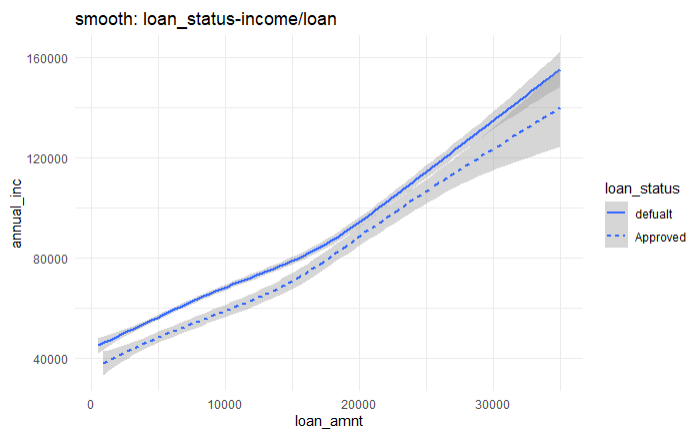 smooth: loan_status-income/loan
160000
120000
80000
40000
annual_inc
0
10000
20000
30000
loan_amnt
loan_status
defualt
Approved